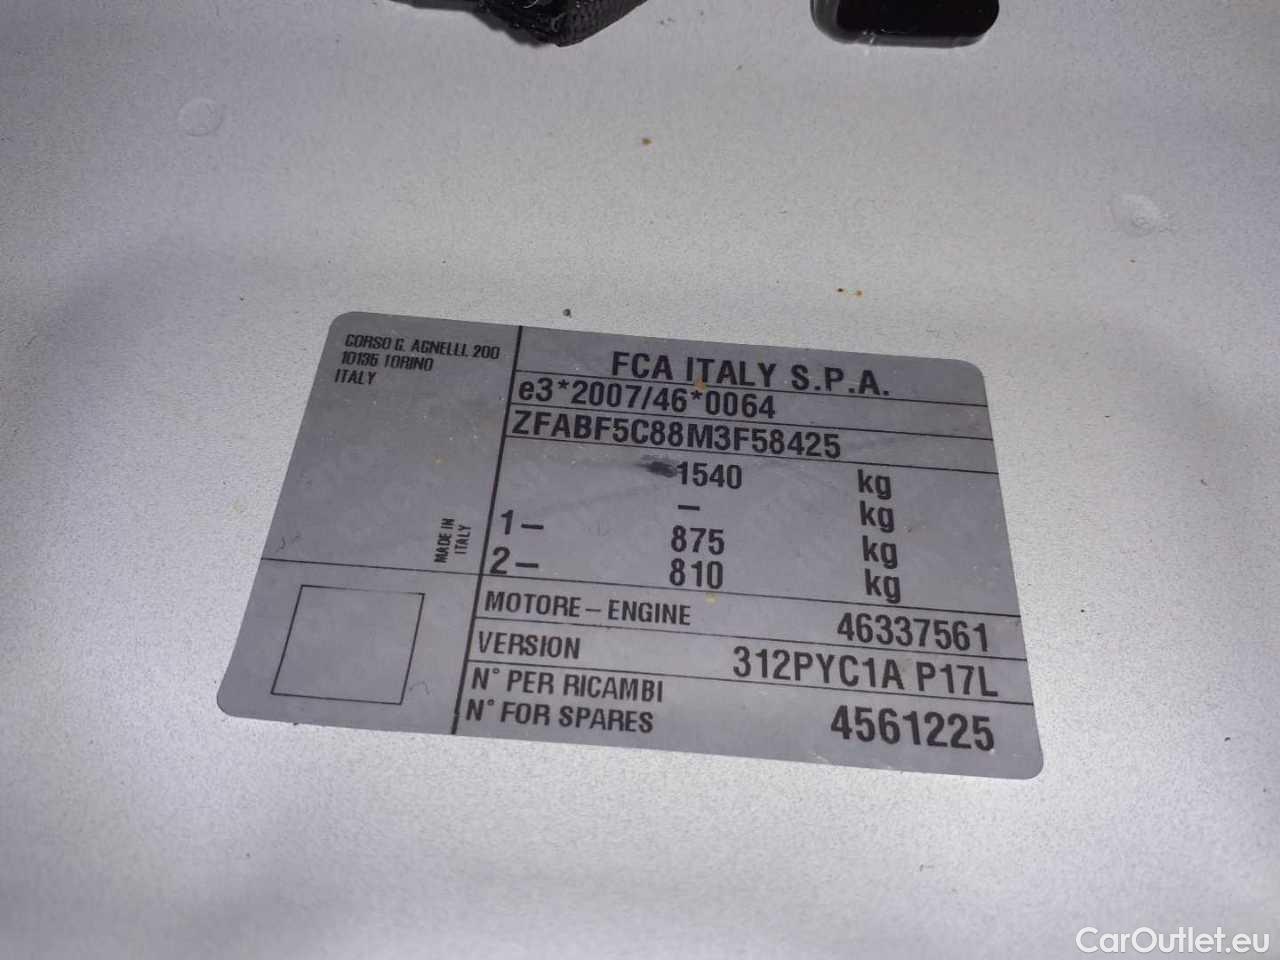 CORSO G. AGNELLI, 200
10135 TORINO
ITALY
MADE IN
ITALY
FCA ITALY S.P.A.
e3*2007/46*0064
ZFABF5C88M3F58425
1540 kg
– kg
1– 875 kg
2– 810 kg
MOTORE – ENGINE 46337561
VERSION 312PYC1A P17L
N° PER RICAMBI
N° FOR SPARES 4561225
CarOutlet.eu